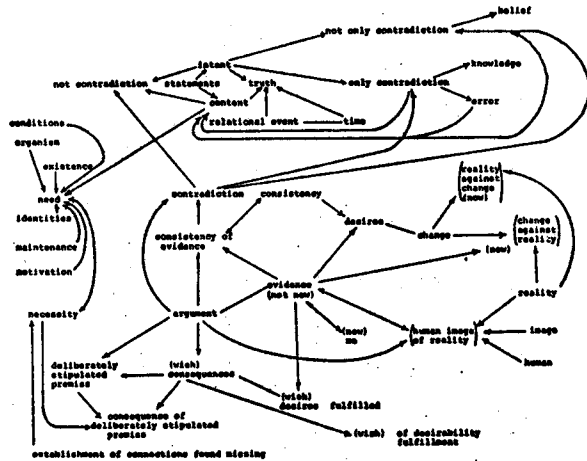 belief
not only contradiction
intent
knowledge
not contradiction
statements
truth
only contradiction
content
error
conditions
relational event
time
organism
existence
contradiction
consistency
(reality
against
change
(now)
need
desires
(change
against
reality)
identities
consistency of
evidence
change
(now)
maintenance
motivation
evidence
(not now)
reality
necessity
argument
(now)
me
(human image
of reality)
image
deliberately
stipulated
premise
(wish)
consequences
human
(wish)
desires fulfilled
consequence of
deliberately stipulated
premise
(wish) of desirability
fulfillment
establishment of connections found missing